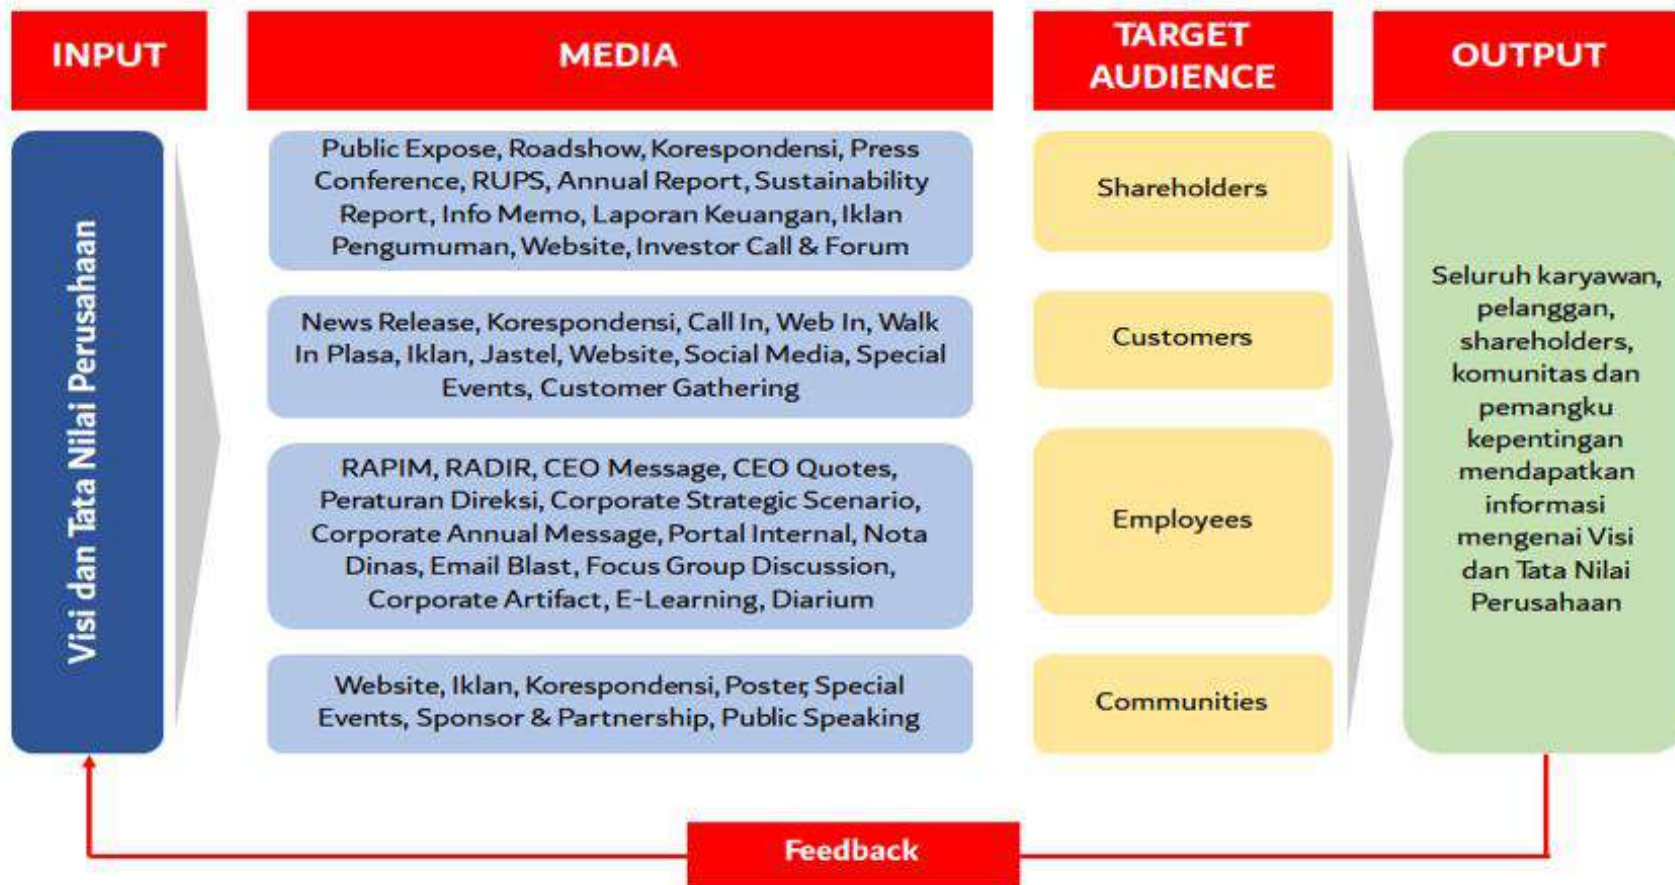 INPUT
MEDIA
TARGET
AUDIENCE
OUTPUT
Visi dan Tata Nilai Perusahaan
Public Expose, Roadshow, Korespondensi, Press
Conference, RUPS, Annual Report, Sustainability
Report, Info Memo, Laporan Keuangan, Iklan
Pengumuman, Website, Investor Call & Forum
Shareholders
News Release, Korespondensi, Call In, Web In, Walk
In Plasa, Iklan, Jastel, Website, Social Media, Special
Events, Customer Gathering
Customers
RAPIM, RADIR, CEO Message, CEO Quotes,
Peraturan Direksi, Corporate Strategic Scenario,
Corporate Annual Message, Portal Internal, Nota
Dinas, Email Blast, Focus Group Discussion,
Corporate Artifact, E-Learning, Diarium
Employees
Website, Iklan, Korespondensi, Poster, Special
Events, Sponsor & Partnership, Public Speaking
Communities
Seluruh karyawan,
pelanggan,
shareholders,
komunitas dan
pemangku
kepentingan
mendapatkan
informasi
mengenai Visi
dan Tata Nilai
Perusahaan
Feedback